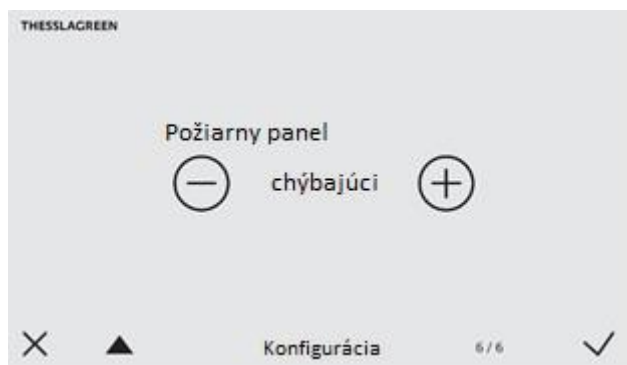 THESSLAGREEN
Požiarny panel
chýbajúci
Konfigurácia 6/6